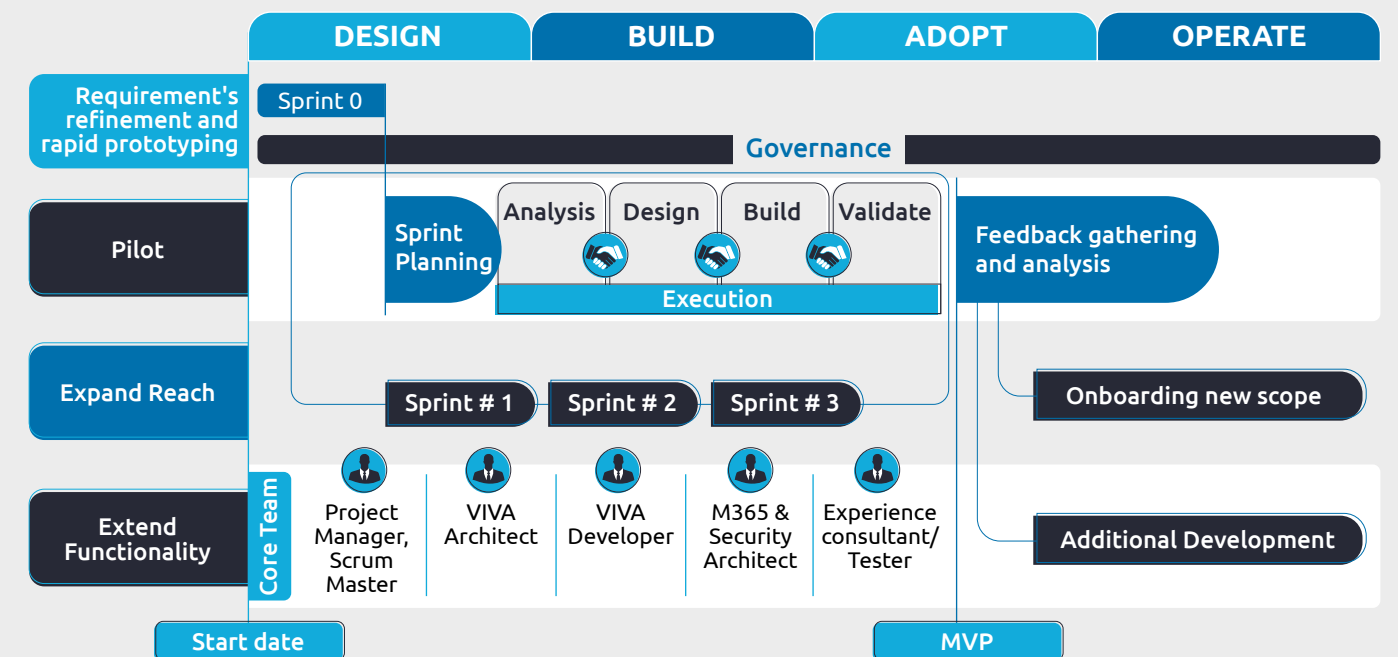 DESIGN
BUILD
ADOPT
OPERATE
Requirement's
refinement and
rapid prototyping
Sprint 0
Governance
Pilot
Sprint
Planning
Analysis
Design
Build
Validate
Execution
Feedback gathering
and analysis
Expand Reach
Sprint # 1
Sprint # 2
Sprint # 3
Onboarding new scope
Extend
Functionality
Core Team
Project
Manager,
Scrum
Master
VIVA
Architect
VIVA
Developer
M365 &
Security
Architect
Experience
consultant/
Tester
Additional Development
Start date
MVP